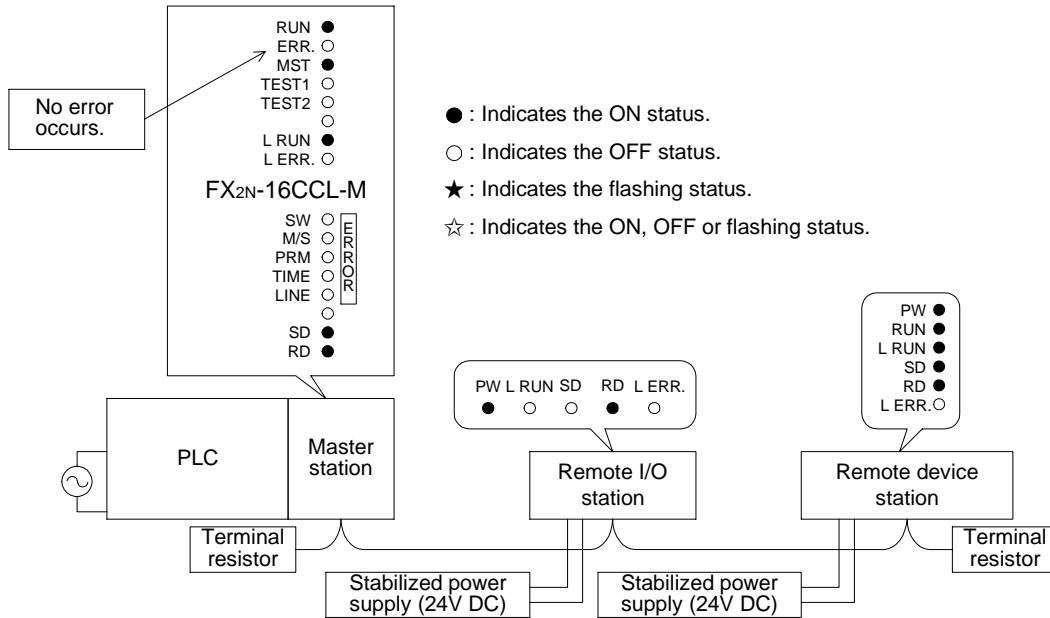 RUN ●
ERR. ○
MST ●
TEST1 ○
TEST2 ○
○
L RUN ●
L ERR. ○
No error
occurs.
FX2N-16CCL-M
SW ○
M/S ○
PRM ○
TIME ○
LINE ○
○
ERROR
SD ●
RD ●
● : Indicates the ON status.
○ : Indicates the OFF status.
★ : Indicates the flashing status.
☆ : Indicates the ON, OFF or flashing status.
PW L RUN SD RD L ERR.
● ○ ○ ● ○
PW ●
RUN ●
L RUN ●
SD ●
RD ●
L ERR. ○
PLC
Master
station
Remote I/O
station
Remote device
station
Terminal
resistor
Terminal
resistor
Stabilized power
supply (24V DC)
Stabilized power
supply (24V DC)